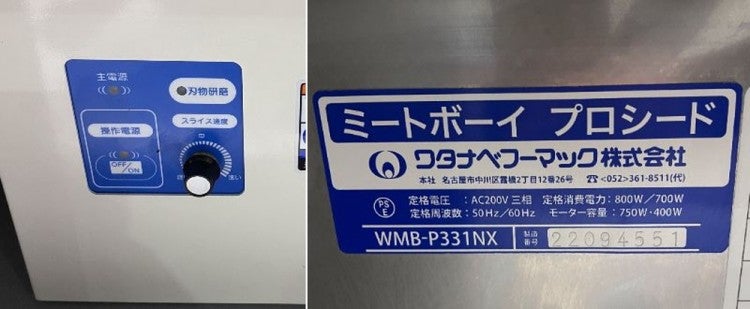 主電源
刃物研磨
操作電源
スライス速度
OFF/ON
速い
ミートボーイ プロシード
ワタナベフーマック株式会社
本社 名古屋市中川区露橋2丁目12番26号 ☎<052>361-8511(代)
PS
E
定格電圧:AC200V 三相 定格消費電力:800W/700W
定格周波数:50Hz/60Hz モーター容量:750W・400W
WMB-P331NX 製造番号 22094551